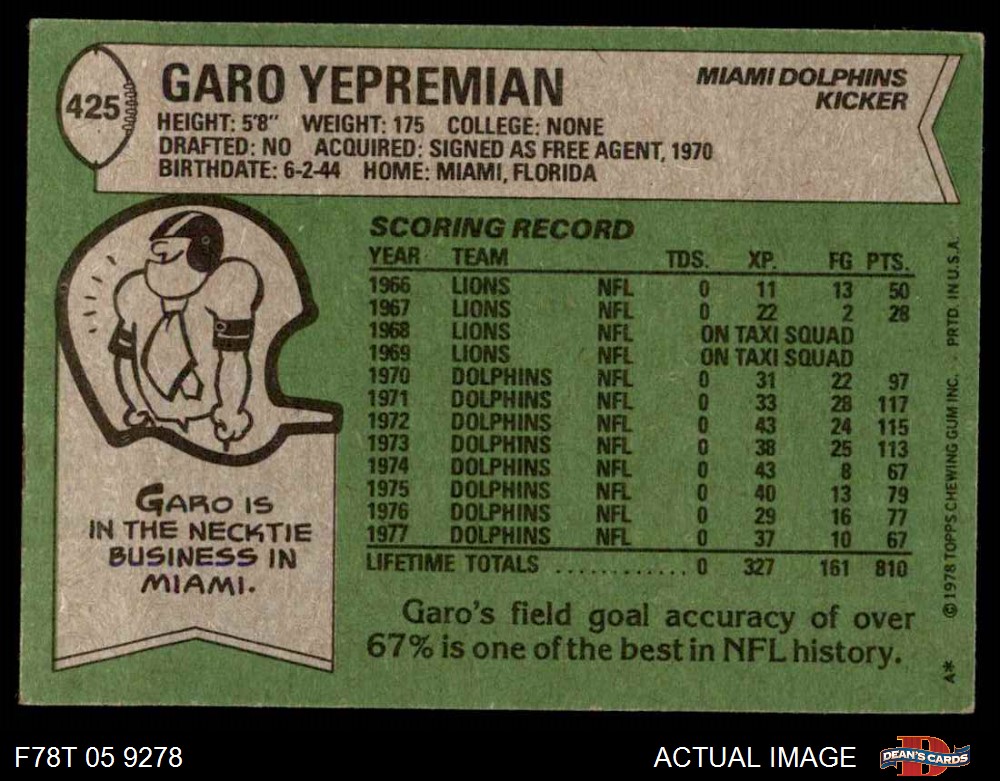 425
GARO YEPREMIAN
MIAMI DOLPHINS
KICKER
HEIGHT: 5'8" WEIGHT: 175 COLLEGE: NONE
DRAFTED: NO ACQUIRED: SIGNED AS FREE AGENT, 1970
BIRTHDATE: 6-2-44 HOME: MIAMI, FLORIDA
SCORING RECORD
YEAR TEAM TDS. XP. FG PTS.
1966 LIONS NFL 0 11 13 50
1967 LIONS NFL 0 22 2 28
1968 LIONS NFL ON TAXI SQUAD
1969 LIONS NFL ON TAXI SQUAD
1970 DOLPHINS NFL 0 31 22 97
1971 DOLPHINS NFL 0 33 28 117
1972 DOLPHINS NFL 0 43 24 115
1973 DOLPHINS NFL 0 38 25 113
1974 DOLPHINS NFL 0 43 8 67
1975 DOLPHINS NFL 0 40 13 79
1976 DOLPHINS NFL 0 29 16 77
1977 DOLPHINS NFL 0 37 10 67
LIFETIME TOTALS ............ 0 327 161 810
Garo's field goal accuracy of over
67% is one of the best in NFL history.
GARO IS
IN THE NECKTIE
BUSINESS IN
MIAMI.
A* ©1978 TOPPS CHEWING GUM INC. · PRTD. IN U.S.A.
F78T 05 9278
ACTUAL IMAGE
DEAN'S CARDS